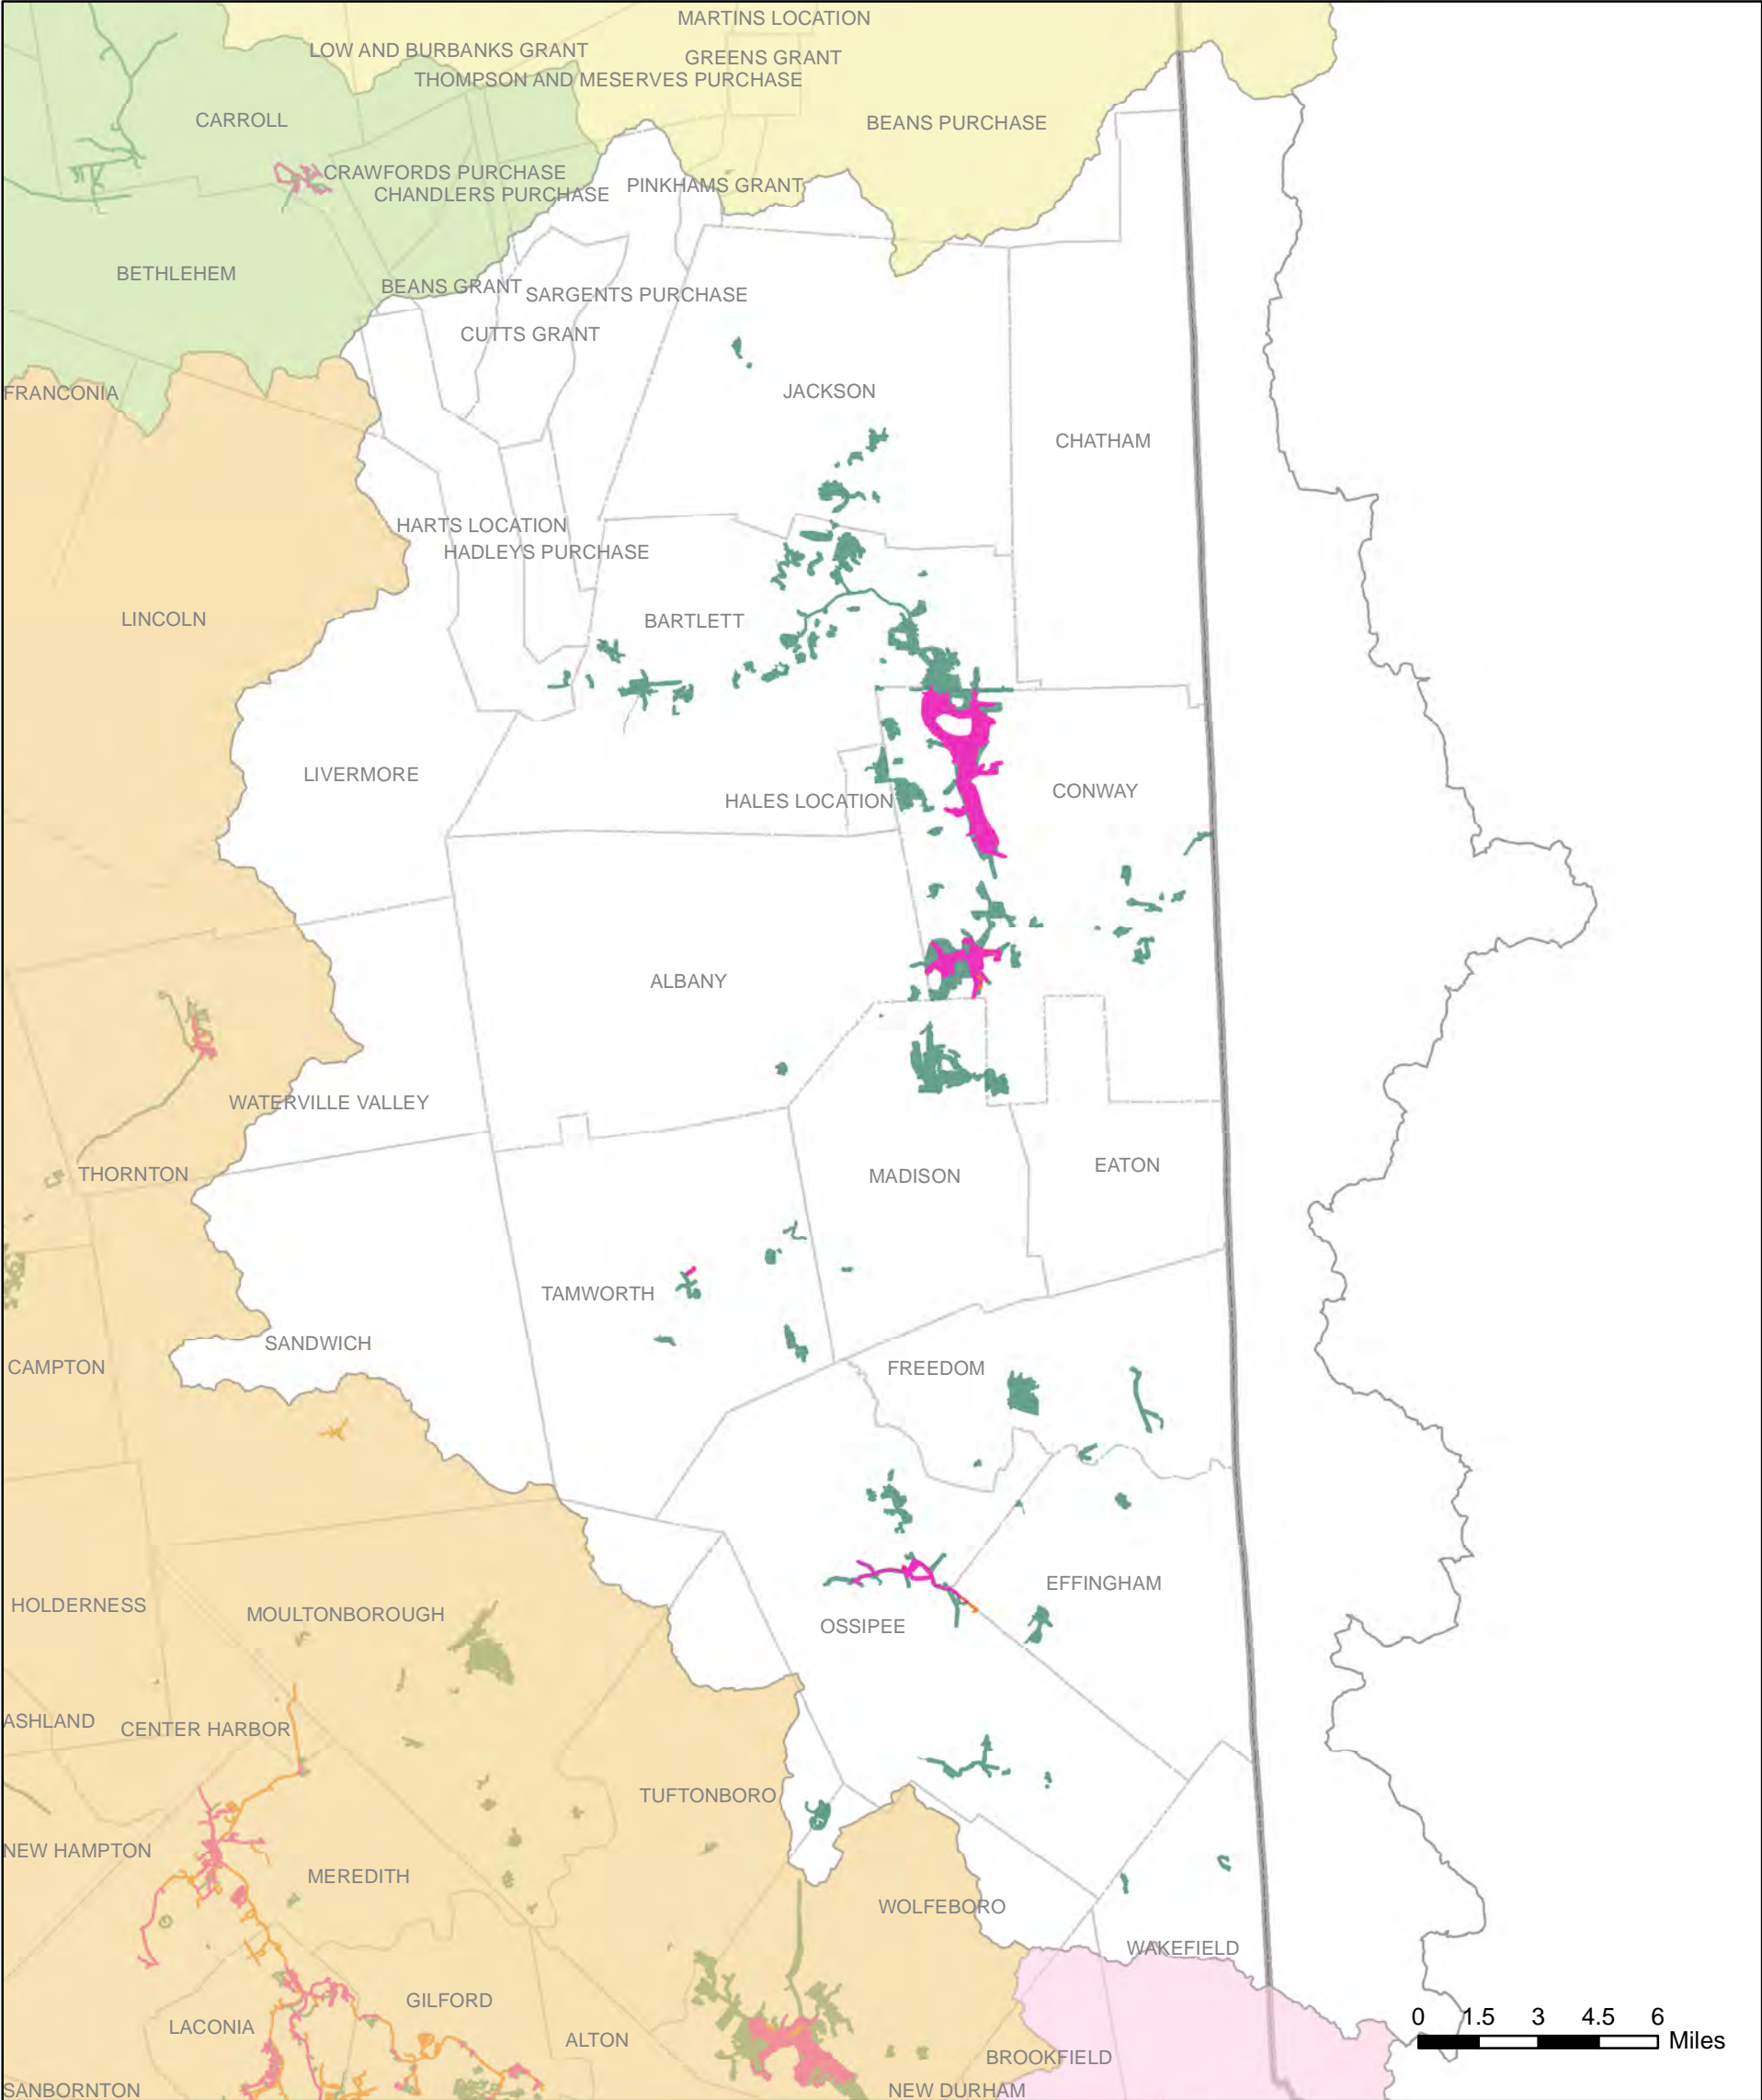 MARTINS LOCATION
LOW AND BURBANKS GRANT
GREENS GRANT
THOMPSON AND MESERVES PURCHASE
CARROLL
BEANS PURCHASE
CRAWFORDS PURCHASE
CHANDLERS PURCHASE
PINKHAMS GRANT
BETHLEHEM
BEANS GRANT
SARGENTS PURCHASE
CUTTS GRANT
FRANCONIA
JACKSON
CHATHAM
HARTS LOCATION
HADLEYS PURCHASE
LINCOLN
BARTLETT
LIVERMORE
HALES LOCATION
CONWAY
ALBANY
WATERVILLE VALLEY
THORNTON
MADISON
EATON
TAMWORTH
SANDWICH
CAMPTON
FREEDOM
HOLDERNESS
MOULTONBOROUGH
EFFINGHAM
OSSIPEE
ASHLAND
CENTER HARBOR
TUFTONBORO
NEW HAMPTON
MEREDITH
WOLFEBORO
WAKEFIELD
GILFORD
LACONIA
ALTON
0 1.5 3 4.5 6
Miles
BROOKFIELD
SANBORNTON
NEW DURHAM